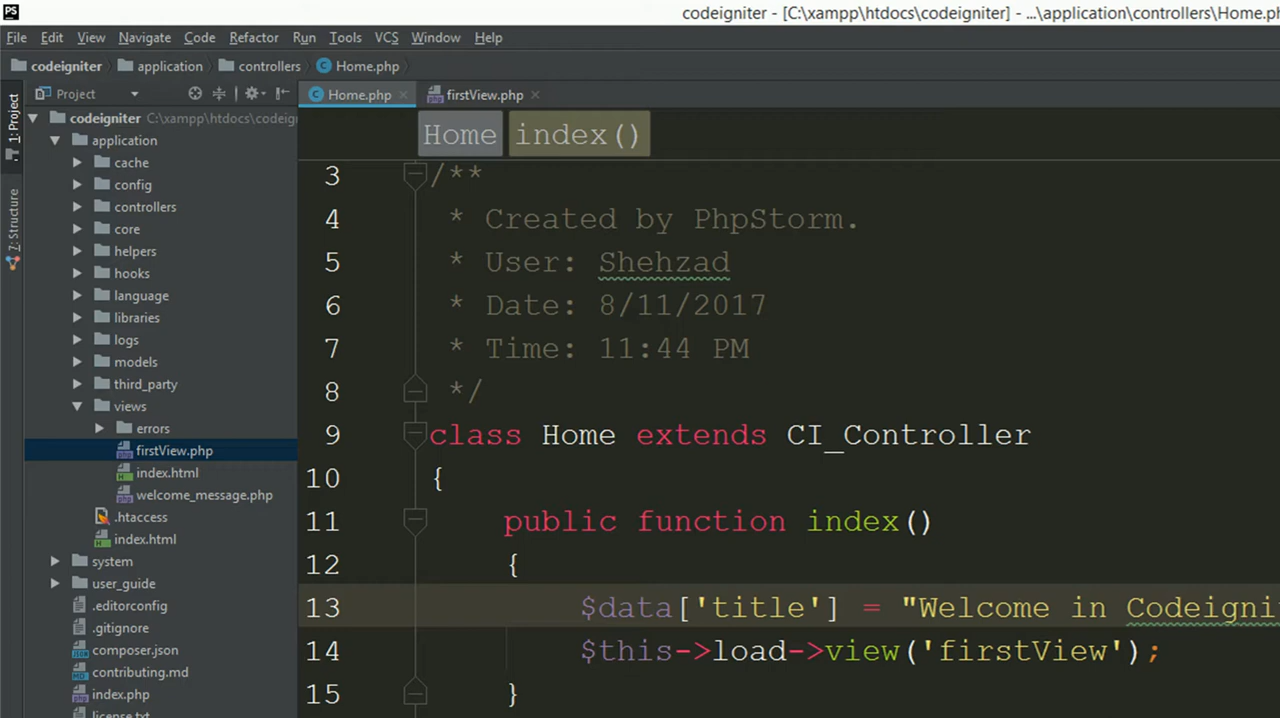 PS
codeigniter - [C:\xampp\htdocs\codeigniter] - ...\application\controllers\Home.ph
File Edit View Navigate Code Refactor Run Tools VCS Window Help
codeigniter application controllers Home.php
1: Project
7: Structure
Project
Home.php firstView.php
codeigniter C:\xampp\htdocs\codeign
application
cache
config
controllers
core
helpers
hooks
language
libraries
logs
models
third_party
views
errors
firstView.php
index.html
welcome_message.php
.htaccess
index.html
system
user_guide
.editorconfig
.gitignore
composer.json
contributing.md
index.php
license.txt
Home index()
3 /**
4 * Created by PhpStorm.
5 * User: Shehzad
6 * Date: 8/11/2017
7 * Time: 11:44 PM
8 */
9 class Home extends CI_Controller
10 {
11 public function index()
12 {
13 $data['title'] = "Welcome in Codeigni
14 $this->load->view('firstView');
15 }